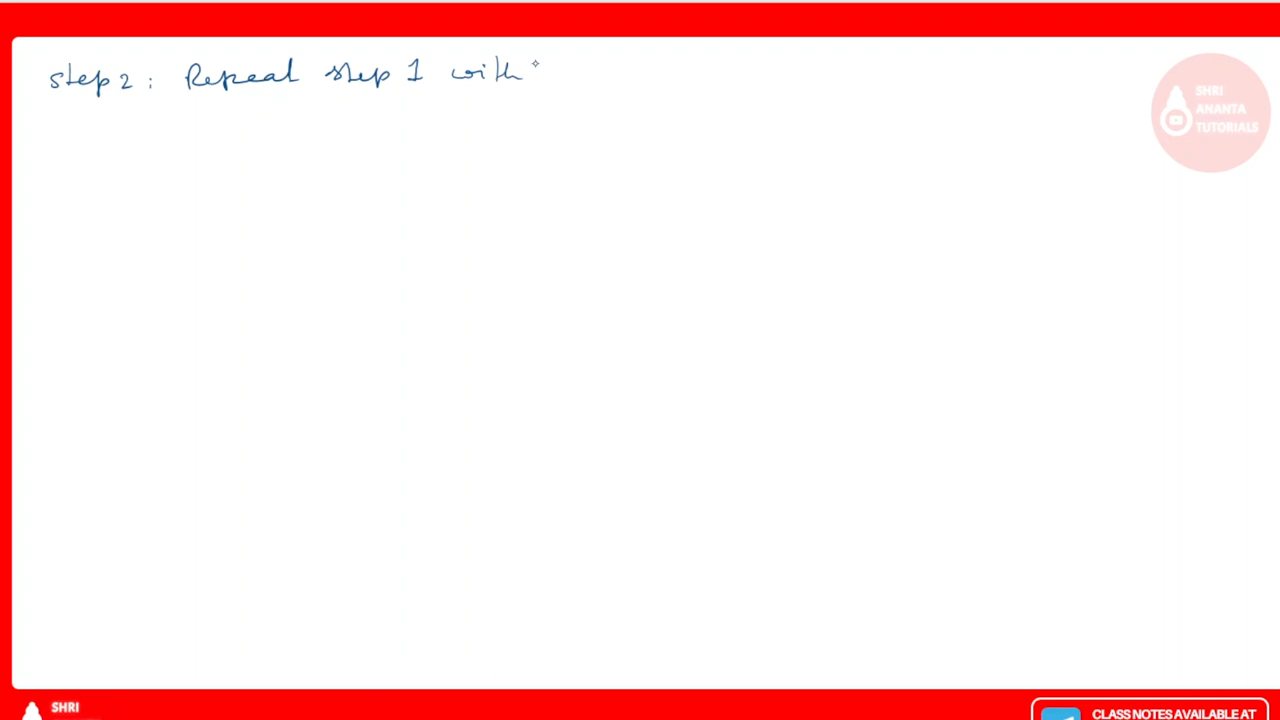 step 2: Repeat step 1 with
SHRI
ANANTA
TUTORIALS
SHRI
CLASS NOTES AVAILABLE AT